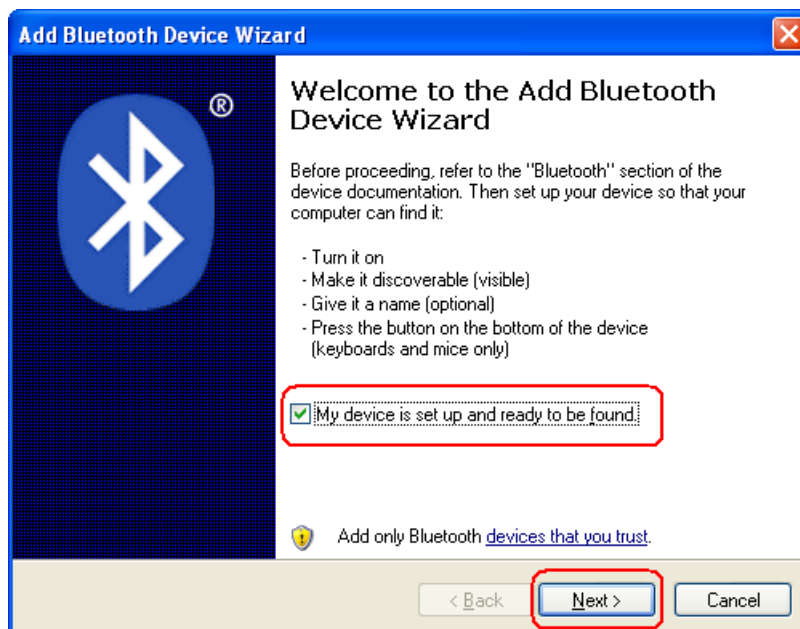 Add Bluetooth Device Wizard
®
Welcome to the Add Bluetooth
Device Wizard
Before proceeding, refer to the "Bluetooth" section of the
device documentation. Then set up your device so that your
computer can find it:
- Turn it on
- Make it discoverable (visible)
- Give it a name (optional)
- Press the button on the bottom of the device
(keyboards and mice only)
My device is set up and ready to be found.
Add only Bluetooth devices that you trust.
< Back Next > Cancel